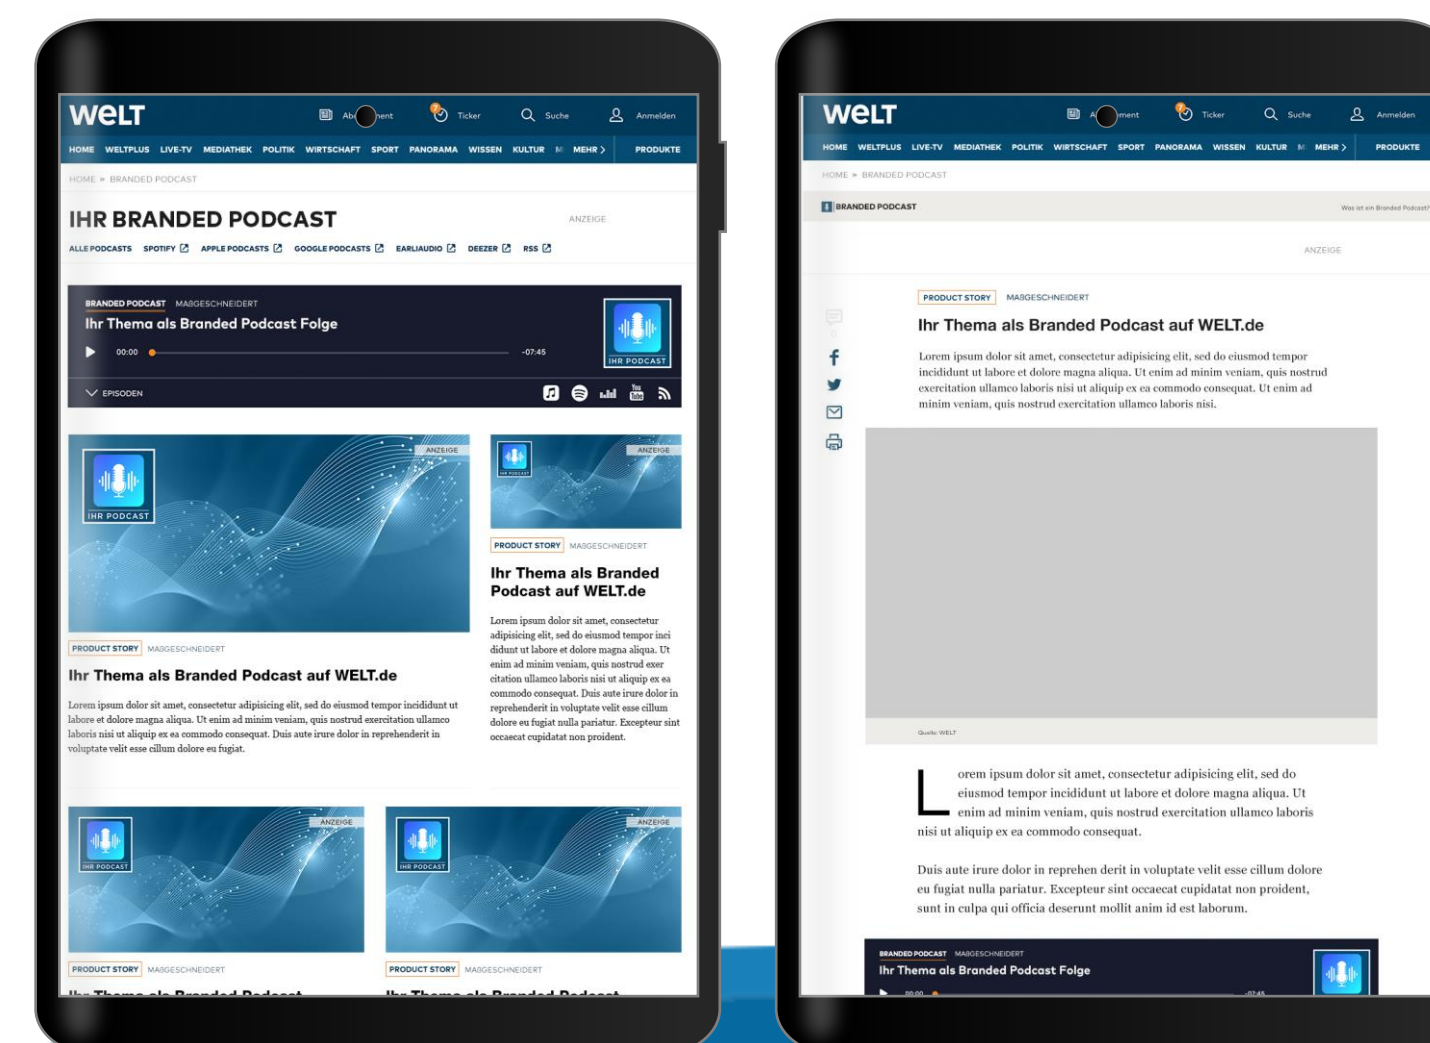 WELT
Ticker
Suche
Anmelden
7
HOME WELTPLUS LIVE-TV MEDIATHEK POLITIK WIRTSCHAFT SPORT PANORAMA WISSEN KULTUR M MEHR PRODUKTE
HOME » BRANDED PODCAST
IHR BRANDED PODCAST
ANZEIGE
ALLE PODCASTS SPOTIFY APPLE PODCASTS GOOGLE PODCASTS EARLIAUDIO DEEZER RSS
BRANDED PODCAST MAßGESCHNEIDERT
Ihr Thema als Branded Podcast Folge
00:00 -07:45
IHR PODCAST
EPISODEN
You Tube
ANZEIGE
IHR PODCAST
PRODUCT STORY MAßGESCHNEIDERT
Ihr Thema als Branded Podcast auf WELT.de
Lorem ipsum dolor sit amet, consectetur adipisicing elit, sed do eiusmod tempor incididunt ut
labore et dolore magna aliqua. Ut enim ad minim veniam, quis nostrud exercitation ullamco
laboris nisi ut aliquip ex ea commodo consequat. Duis aute irure dolor in reprehenderit in
voluptate velit esse cillum dolore eu fugiat.
ANZEIGE
IHR PODCAST
PRODUCT STORY MAßGESCHNEIDERT
Ihr Thema als Branded
Podcast auf WELT.de
Lorem ipsum dolor sit amet, consectetur
adipisicing elit, sed do eiusmod tempor inci
didunt ut labore et dolore magna aliqua. Ut
enim ad minim veniam, quis nostrud exer
citation ullamco laboris nisi ut aliquip ex ea
commodo consequat. Duis aute irure dolor in
reprehenderit in voluptate velit esse cillum
dolore eu fugiat nulla pariatur. Excepteur sint
occaecat cupidatat non proident.
ANZEIGE
IHR PODCAST
PRODUCT STORY MAßGESCHNEIDERT
Ihr Thema als Branded Podcast
ANZEIGE
IHR PODCAST
PRODUCT STORY MAßGESCHNEIDERT
Ihr Thema als Branded Podcast
WELT
7
Ticker
Suche
Anmelden
HOME WELTPLUS LIVE-TV MEDIATHEK POLITIK WIRTSCHAFT SPORT PANORAMA WISSEN KULTUR M MEHR PRODUKTE
HOME » BRANDED PODCAST
BRANDED PODCAST
Was ist ein Branded Podcast?
ANZEIGE
PRODUCT STORY MAßGESCHNEIDERT
Ihr Thema als Branded Podcast auf WELT.de
0
Lorem ipsum dolor sit amet, consectetur adipisicing elit, sed do eiusmod tempor
incididunt ut labore et dolore magna aliqua. Ut enim ad minim veniam, quis nostrud
exercitation ullamco laboris nisi ut aliquip ex ea commodo consequat. Ut enim ad
minim veniam, quis nostrud exercitation ullamco laboris nisi.
Quelle: WELT
Lorem ipsum dolor sit amet, consectetur adipisicing elit, sed do
eiusmod tempor incididunt ut labore et dolore magna aliqua. Ut
enim ad minim veniam, quis nostrud exercitation ullamco laboris
nisi ut aliquip ex ea commodo consequat.
Duis aute irure dolor in reprehen derit in voluptate velit esse cillum dolore
eu fugiat nulla pariatur. Excepteur sint occaecat cupidatat non proident,
sunt in culpa qui officia deserunt mollit anim id est laborum.
BRANDED PODCAST MAßGESCHNEIDERT
Ihr Thema als Branded Podcast Folge
00:00 -07:45